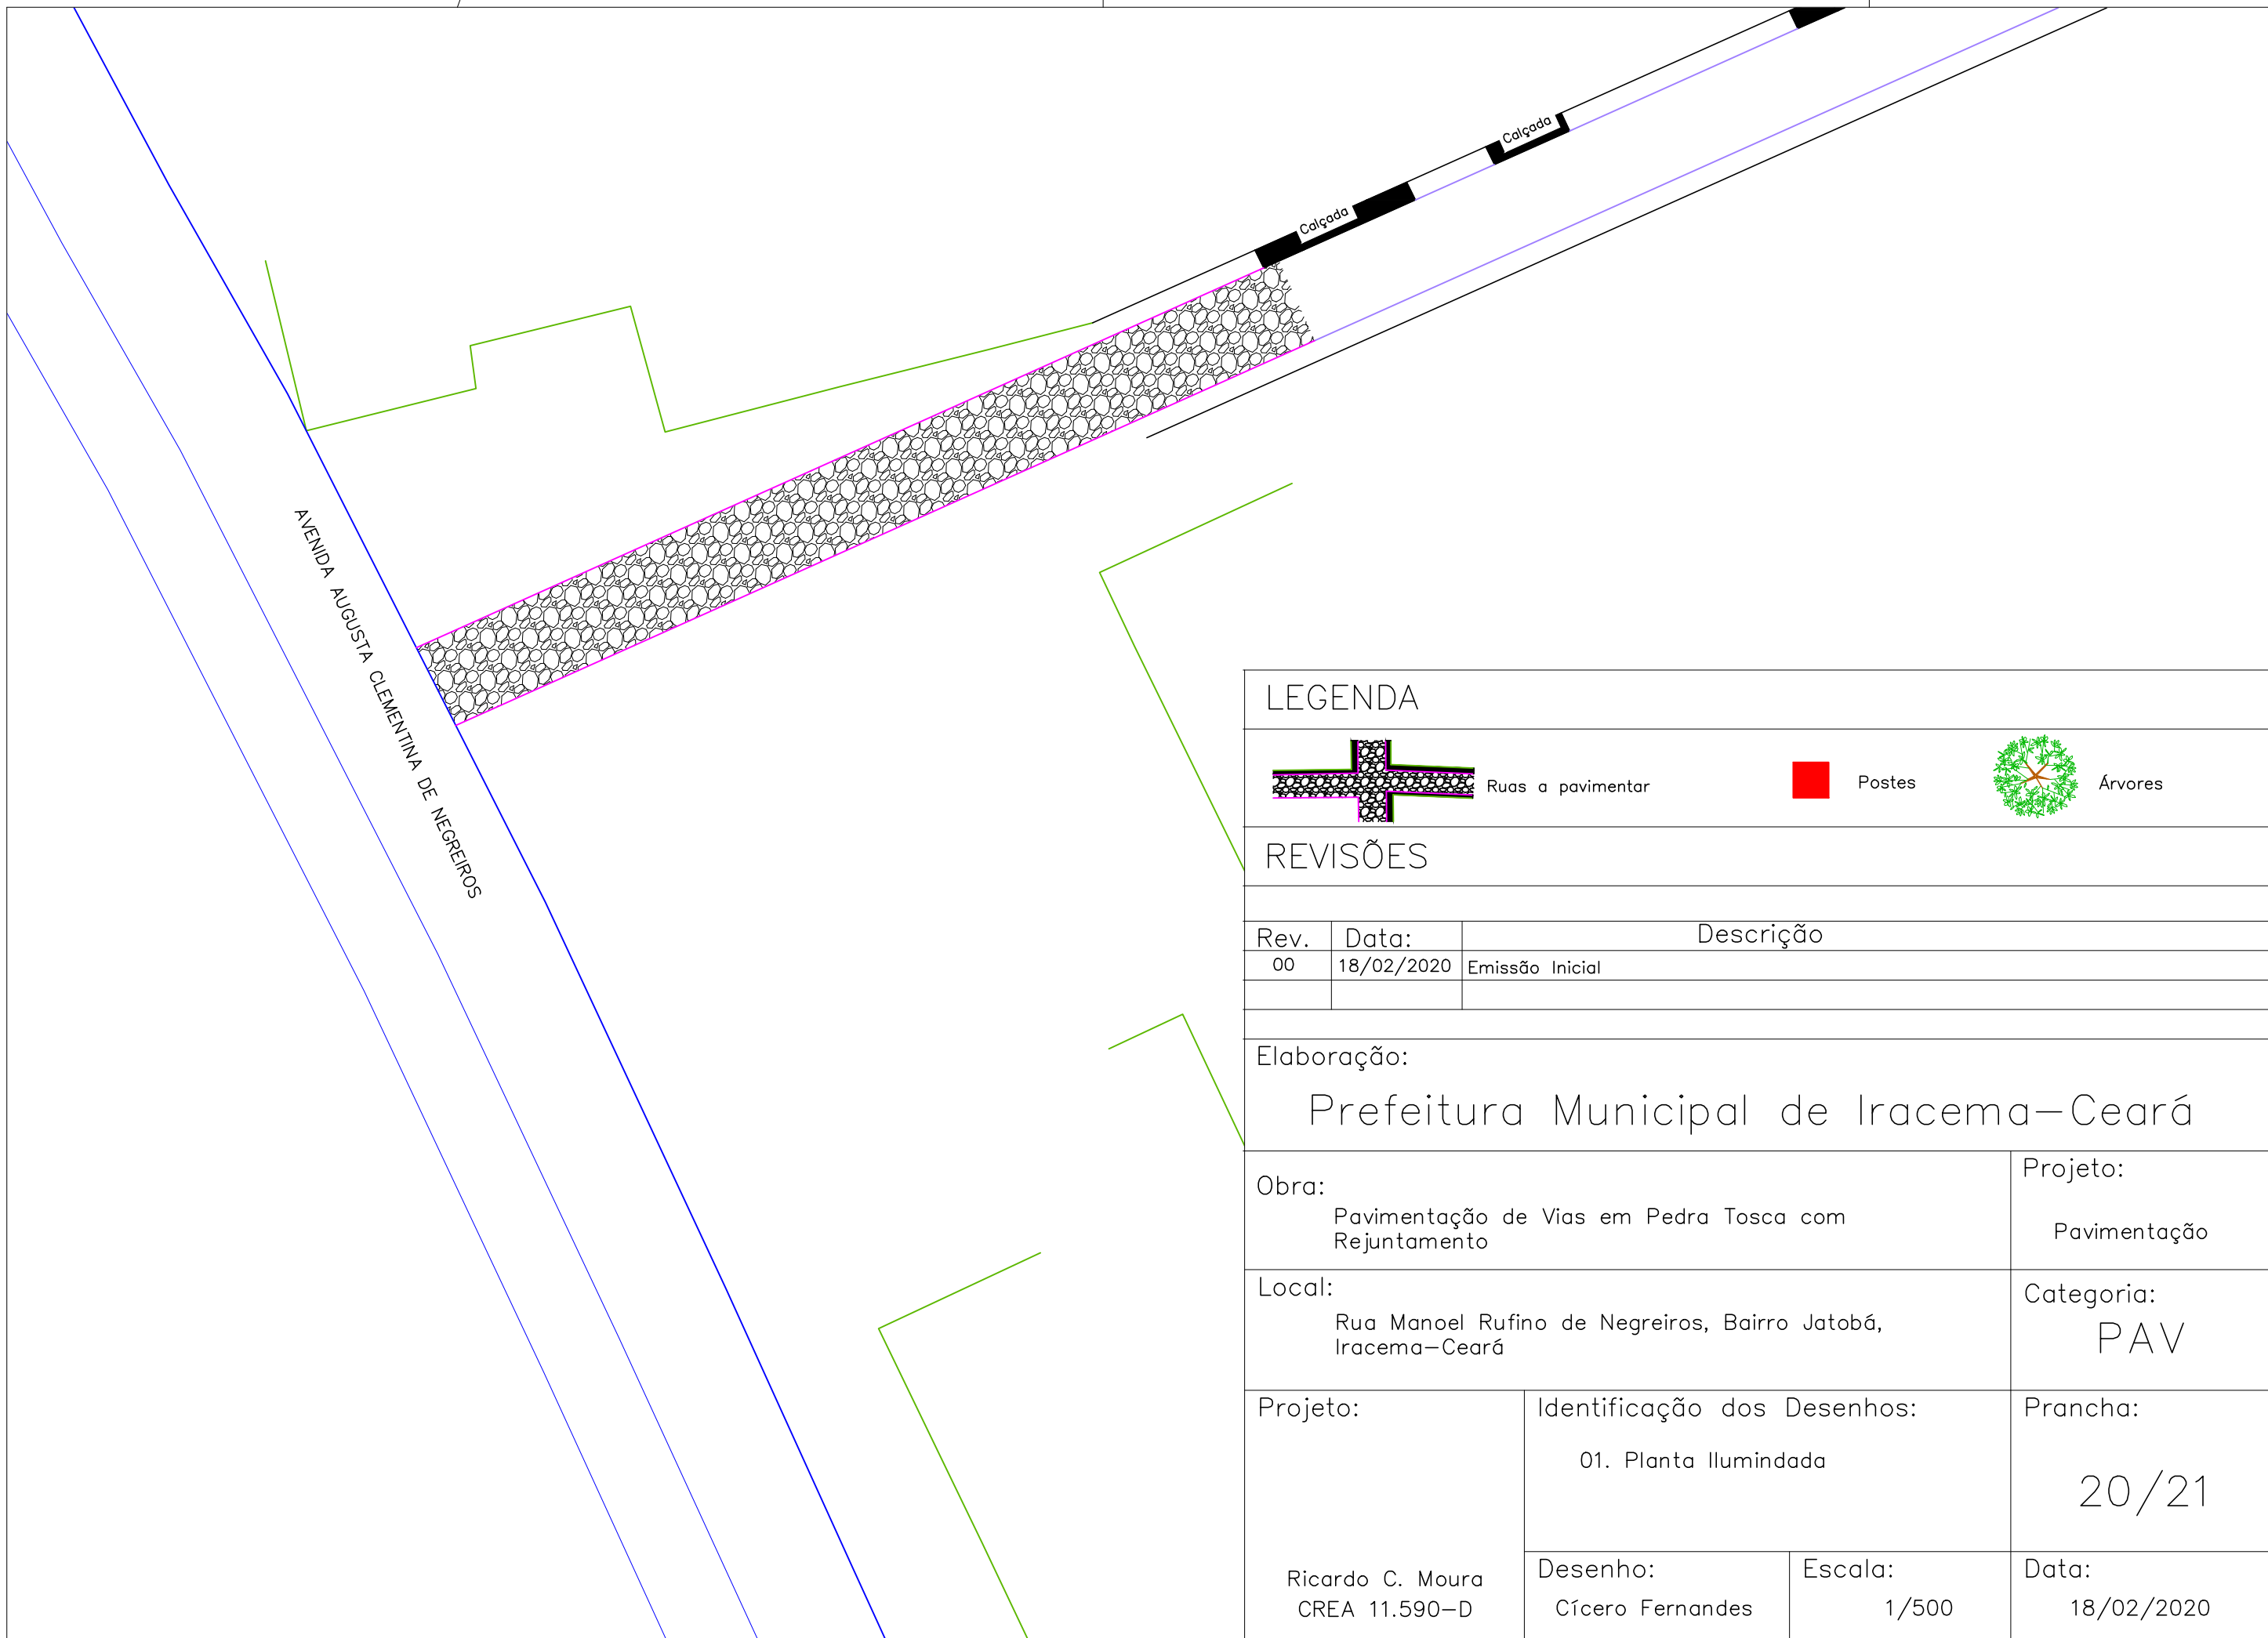 Calçada
Calçada
AVENIDA AUGUSTA CLEMENTINA DE NEGREIROS
LEGENDA
Ruas a pavimentar
Postes
Árvores
REVISÕES
Rev. Data: Descrição
00 18/02/2020 Emissão Inicial
Elaboração:
Prefeitura Municipal de Iracema-Ceará
Obra:
Pavimentação de Vias em Pedra Tosca com
Rejuntamento
Projeto:
Pavimentação
Local:
Rua Manoel Rufino de Negreiros, Bairro Jatobá,
Iracema-Ceará
Categoria:
PAV
Projeto:
Ricardo C. Moura
CREA 11.590-D
Identificação dos Desenhos:
01. Planta Ilumindada
Prancha:
20/21
Desenho:
Cícero Fernandes
Escala:
1/500
Data:
18/02/2020